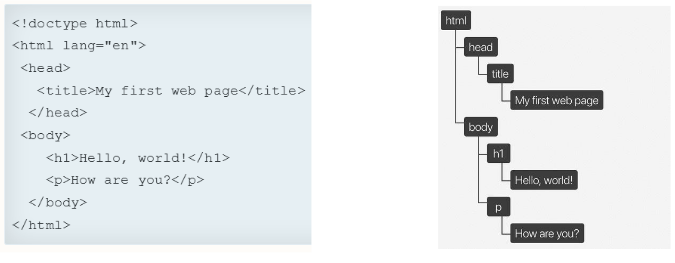 <!doctype html>
<html lang="en">
<head>
<title>My first web page</title>
</head>
<body>
<h1>Hello, world!</h1>
<p>How are you?</p>
</body>
</html>
html
head
title
My first web page
body
h1
Hello, world!
p
How are you?